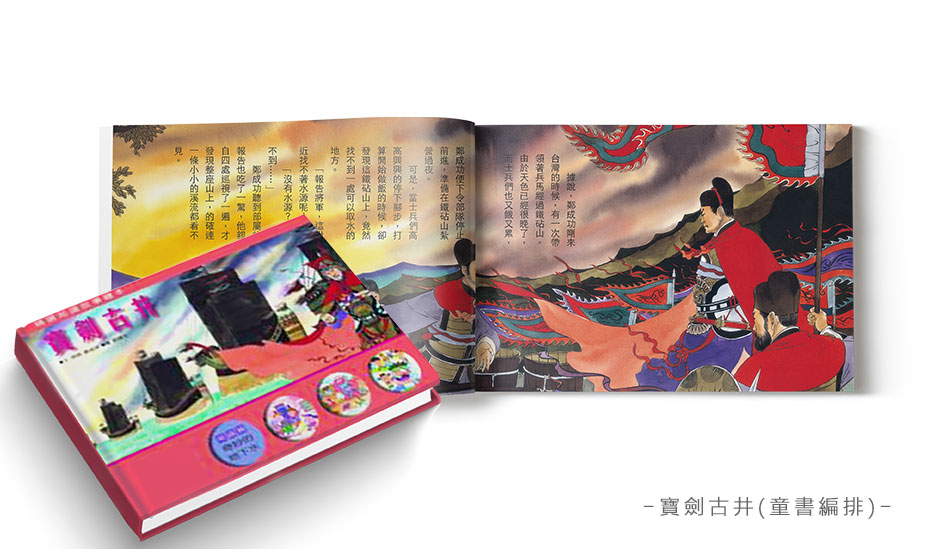 據說，鄭成功剛來
台灣的時候，有一次帶
領著兵馬經過鐵砧山。
由於天色已經很晚了，
而士兵們也又餓又累，
鄭成功便下令部隊停止
前進，準備在鐵砧山紮
營過夜。
可是，當士兵們高
高興興的停下腳步，打
算開始做飯的時候，卻
發現這鐵砧山上，竟然
找不到一處可以取水的
地方。
「報告將軍，這
近找不著水源呢
「沒有水源？
不到……」
鄭成功聽到部屬
報告也吃了一驚，他親
自四處巡視了一遍，才
發現整座山上，的確連
一條小小的溪流都看不
見。
寶劍古井
奇妙的
地下水
-寶劍古井(童書編排)-